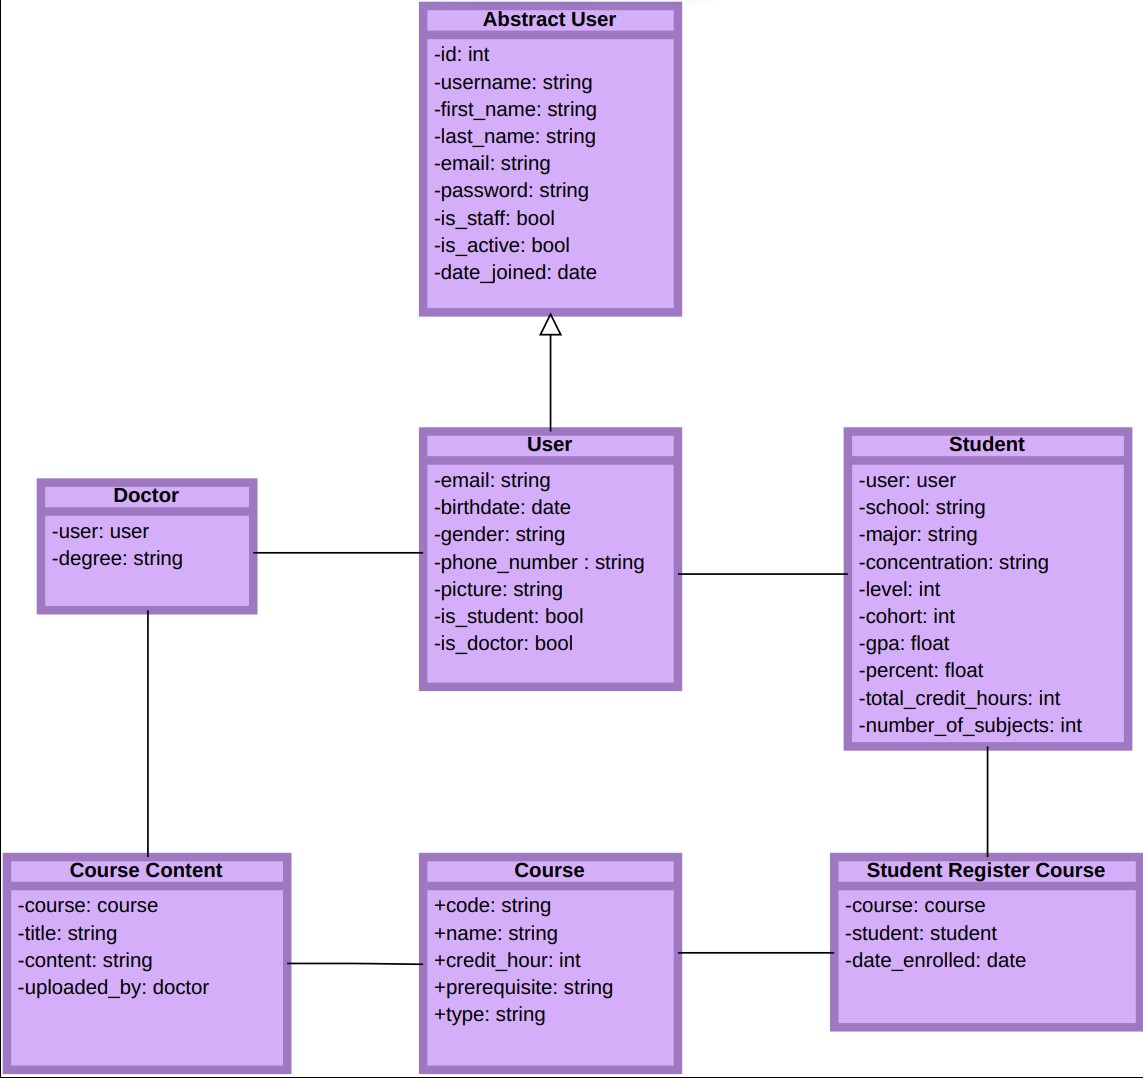 Abstract User
-id: int
-username: string
-first_name: string
-last_name: string
-email: string
-password: string
-is_staff: bool
-is_active: bool
-date_joined: date
Doctor
-user: user
-degree: string
User
-email: string
-birthdate: date
-gender: string
-phone_number : string
-picture: string
-is_student: bool
-is_doctor: bool
Student
-user: user
-school: string
-major: string
-concentration: string
-level: int
-cohort: int
-gpa: float
-percent: float
-total_credit_hours: int
-number_of_subjects: int
Course Content
-course: course
-title: string
-content: string
-uploaded_by: doctor
Course
+code: string
+name: string
+credit_hour: int
+prerequisite: string
+type: string
Student Register Course
-course: course
-student: student
-date_enrolled: date